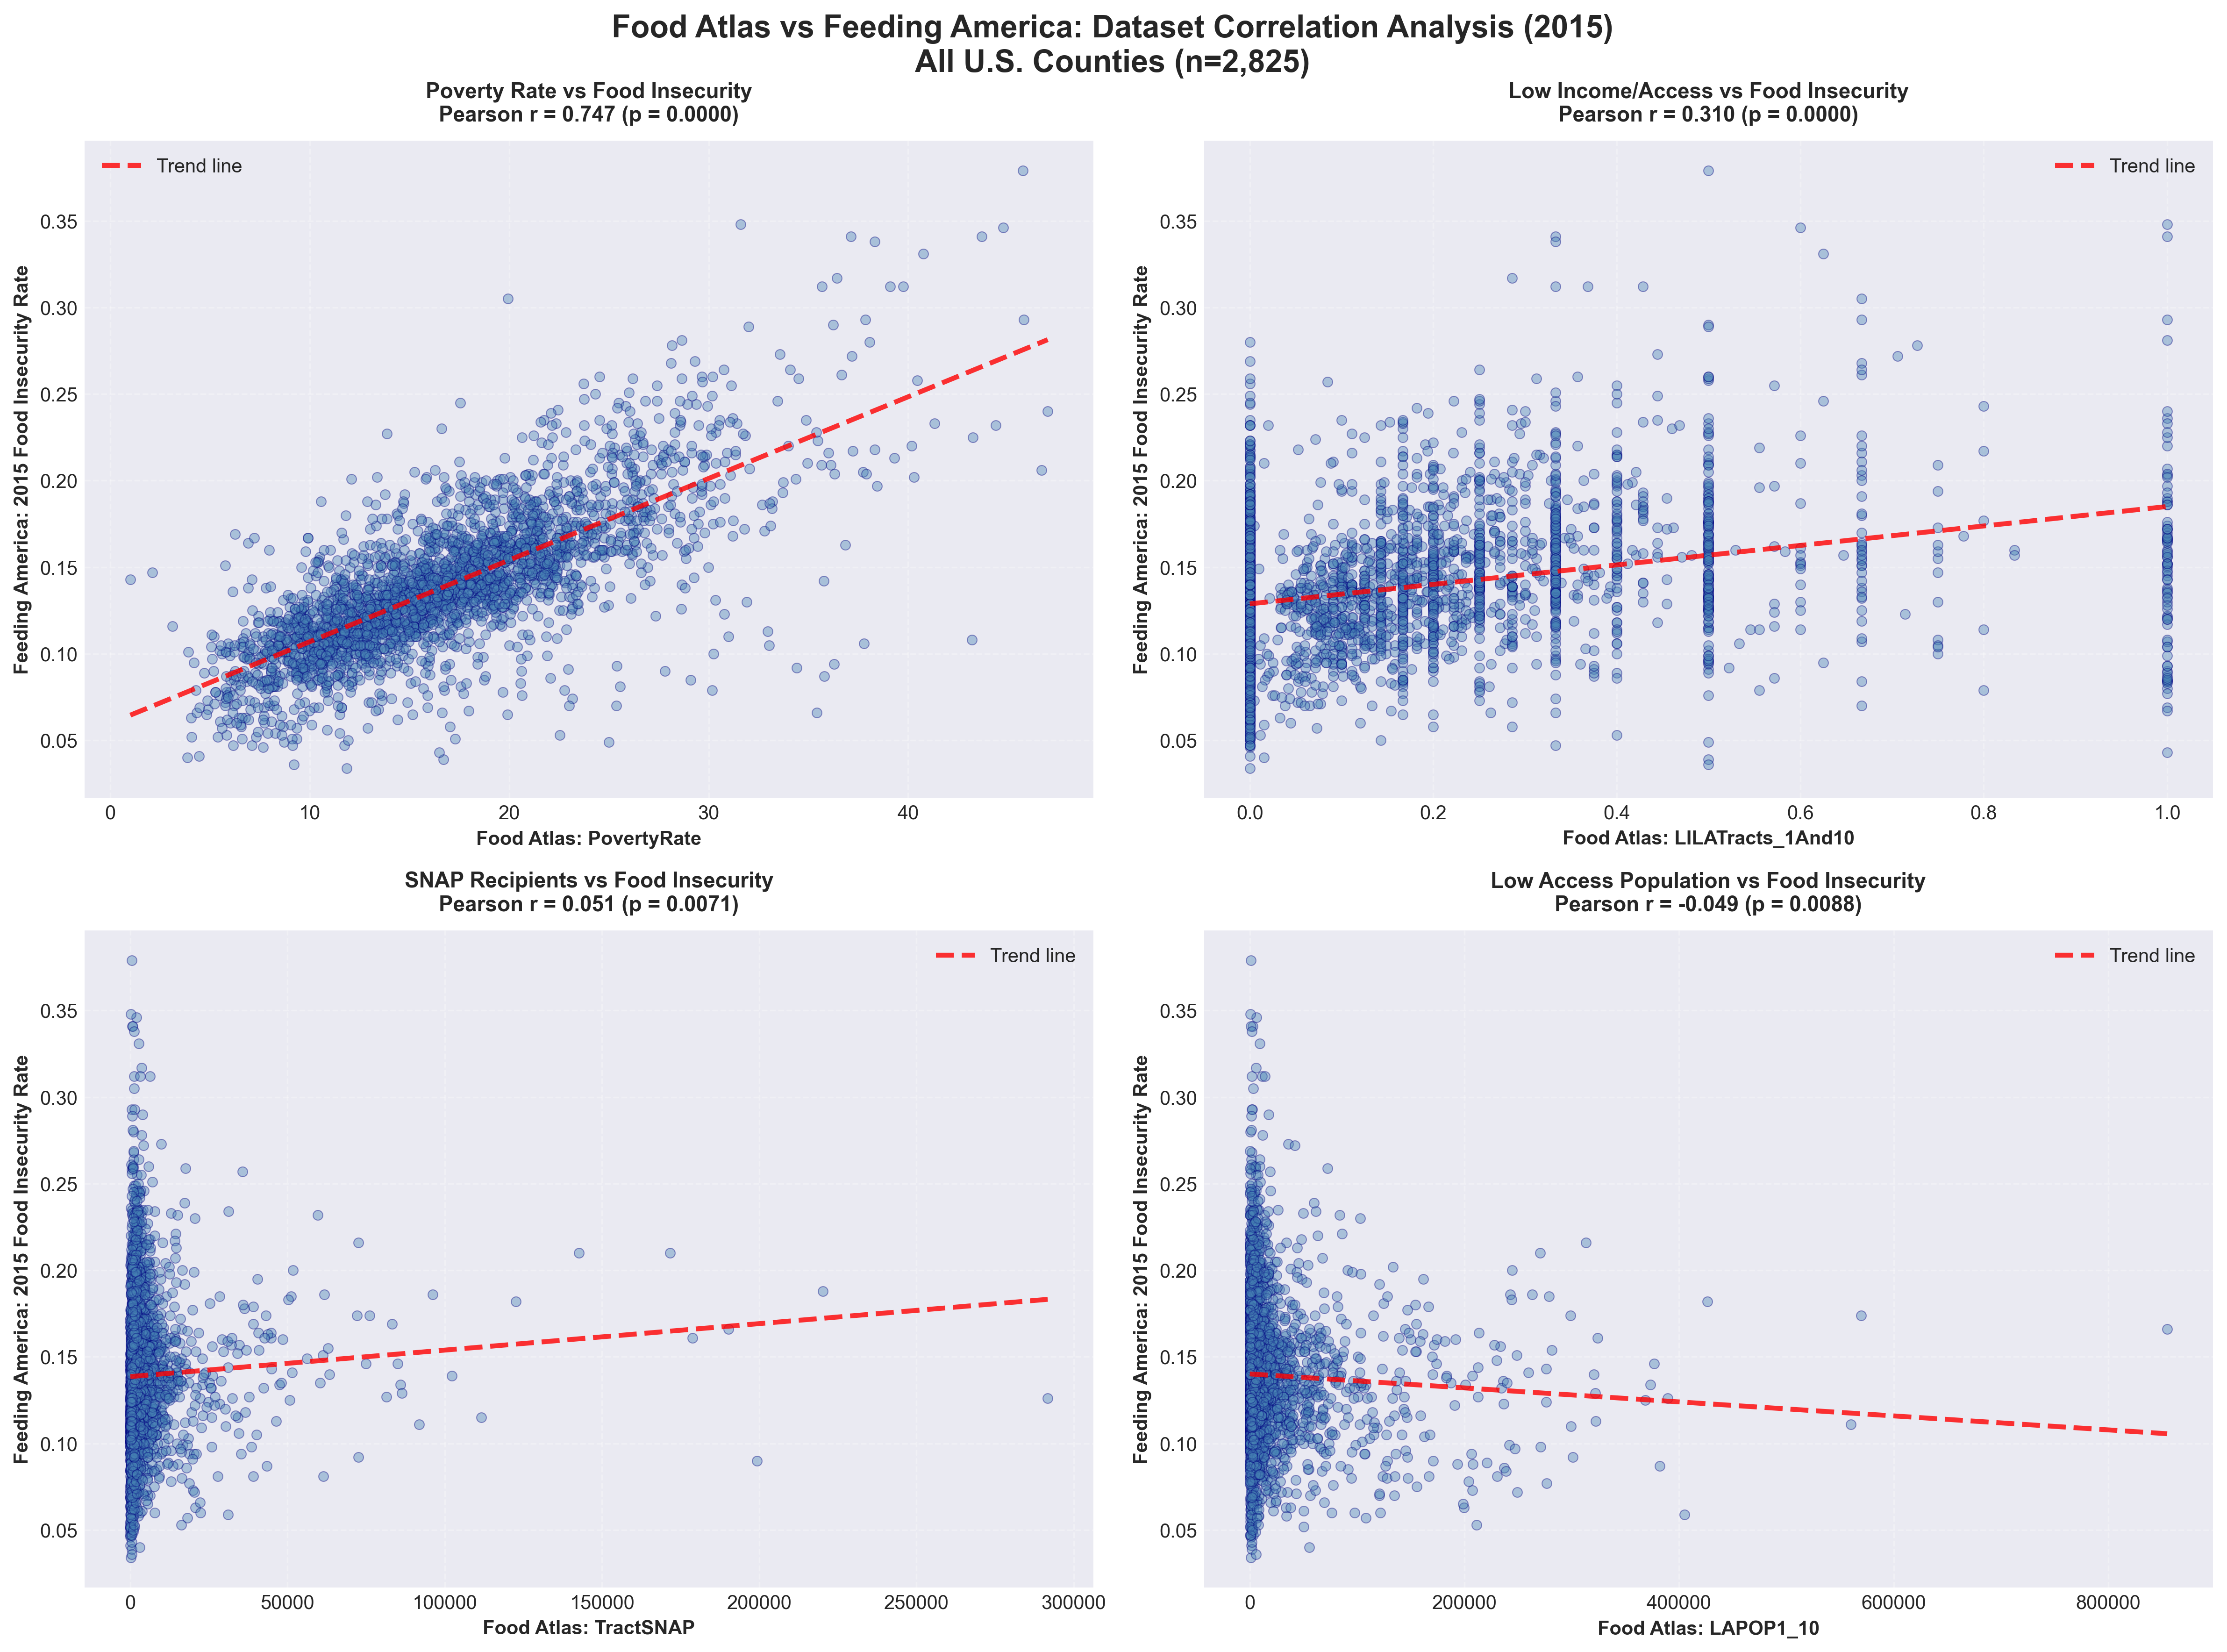 Food Atlas vs Feeding America: Dataset Correlation Analysis (2015)
All U.S. Counties (n=2,825)
Poverty Rate vs Food Insecurity
Pearson r = 0.747 (p = 0.0000)
Trend line
Feeding America: 2015 Food Insecurity Rate
0.35
0.30
0.25
0.20
0.15
0.10
0.05
0 10 20 30 40
Food Atlas: PovertyRate
Low Income/Access vs Food Insecurity
Pearson r = 0.310 (p = 0.0000)
Trend line
Feeding America: 2015 Food Insecurity Rate
0.35
0.30
0.25
0.20
0.15
0.10
0.05
0.0 0.2 0.4 0.6 0.8 1.0
Food Atlas: LILATracts_1And10
SNAP Recipients vs Food Insecurity
Pearson r = 0.051 (p = 0.0071)
Trend line
Feeding America: 2015 Food Insecurity Rate
0.35
0.30
0.25
0.20
0.15
0.10
0.05
0 50000 100000 150000 200000 250000 300000
Food Atlas: TractSNAP
Low Access Population vs Food Insecurity
Pearson r = -0.049 (p = 0.0088)
Trend line
Feeding America: 2015 Food Insecurity Rate
0.35
0.30
0.25
0.20
0.15
0.10
0.05
0 200000 400000 600000 800000
Food Atlas: LAPOP1_10